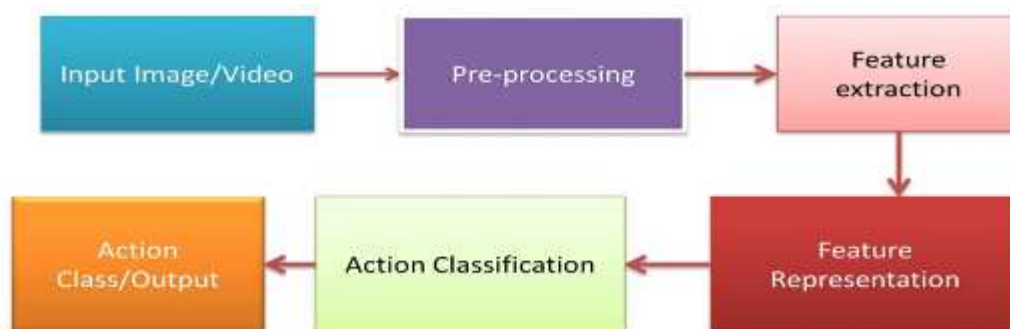 Input Image/Video
Pre-processing
Feature
extraction
Feature
Representation
Action Classification
Action
Class/Output